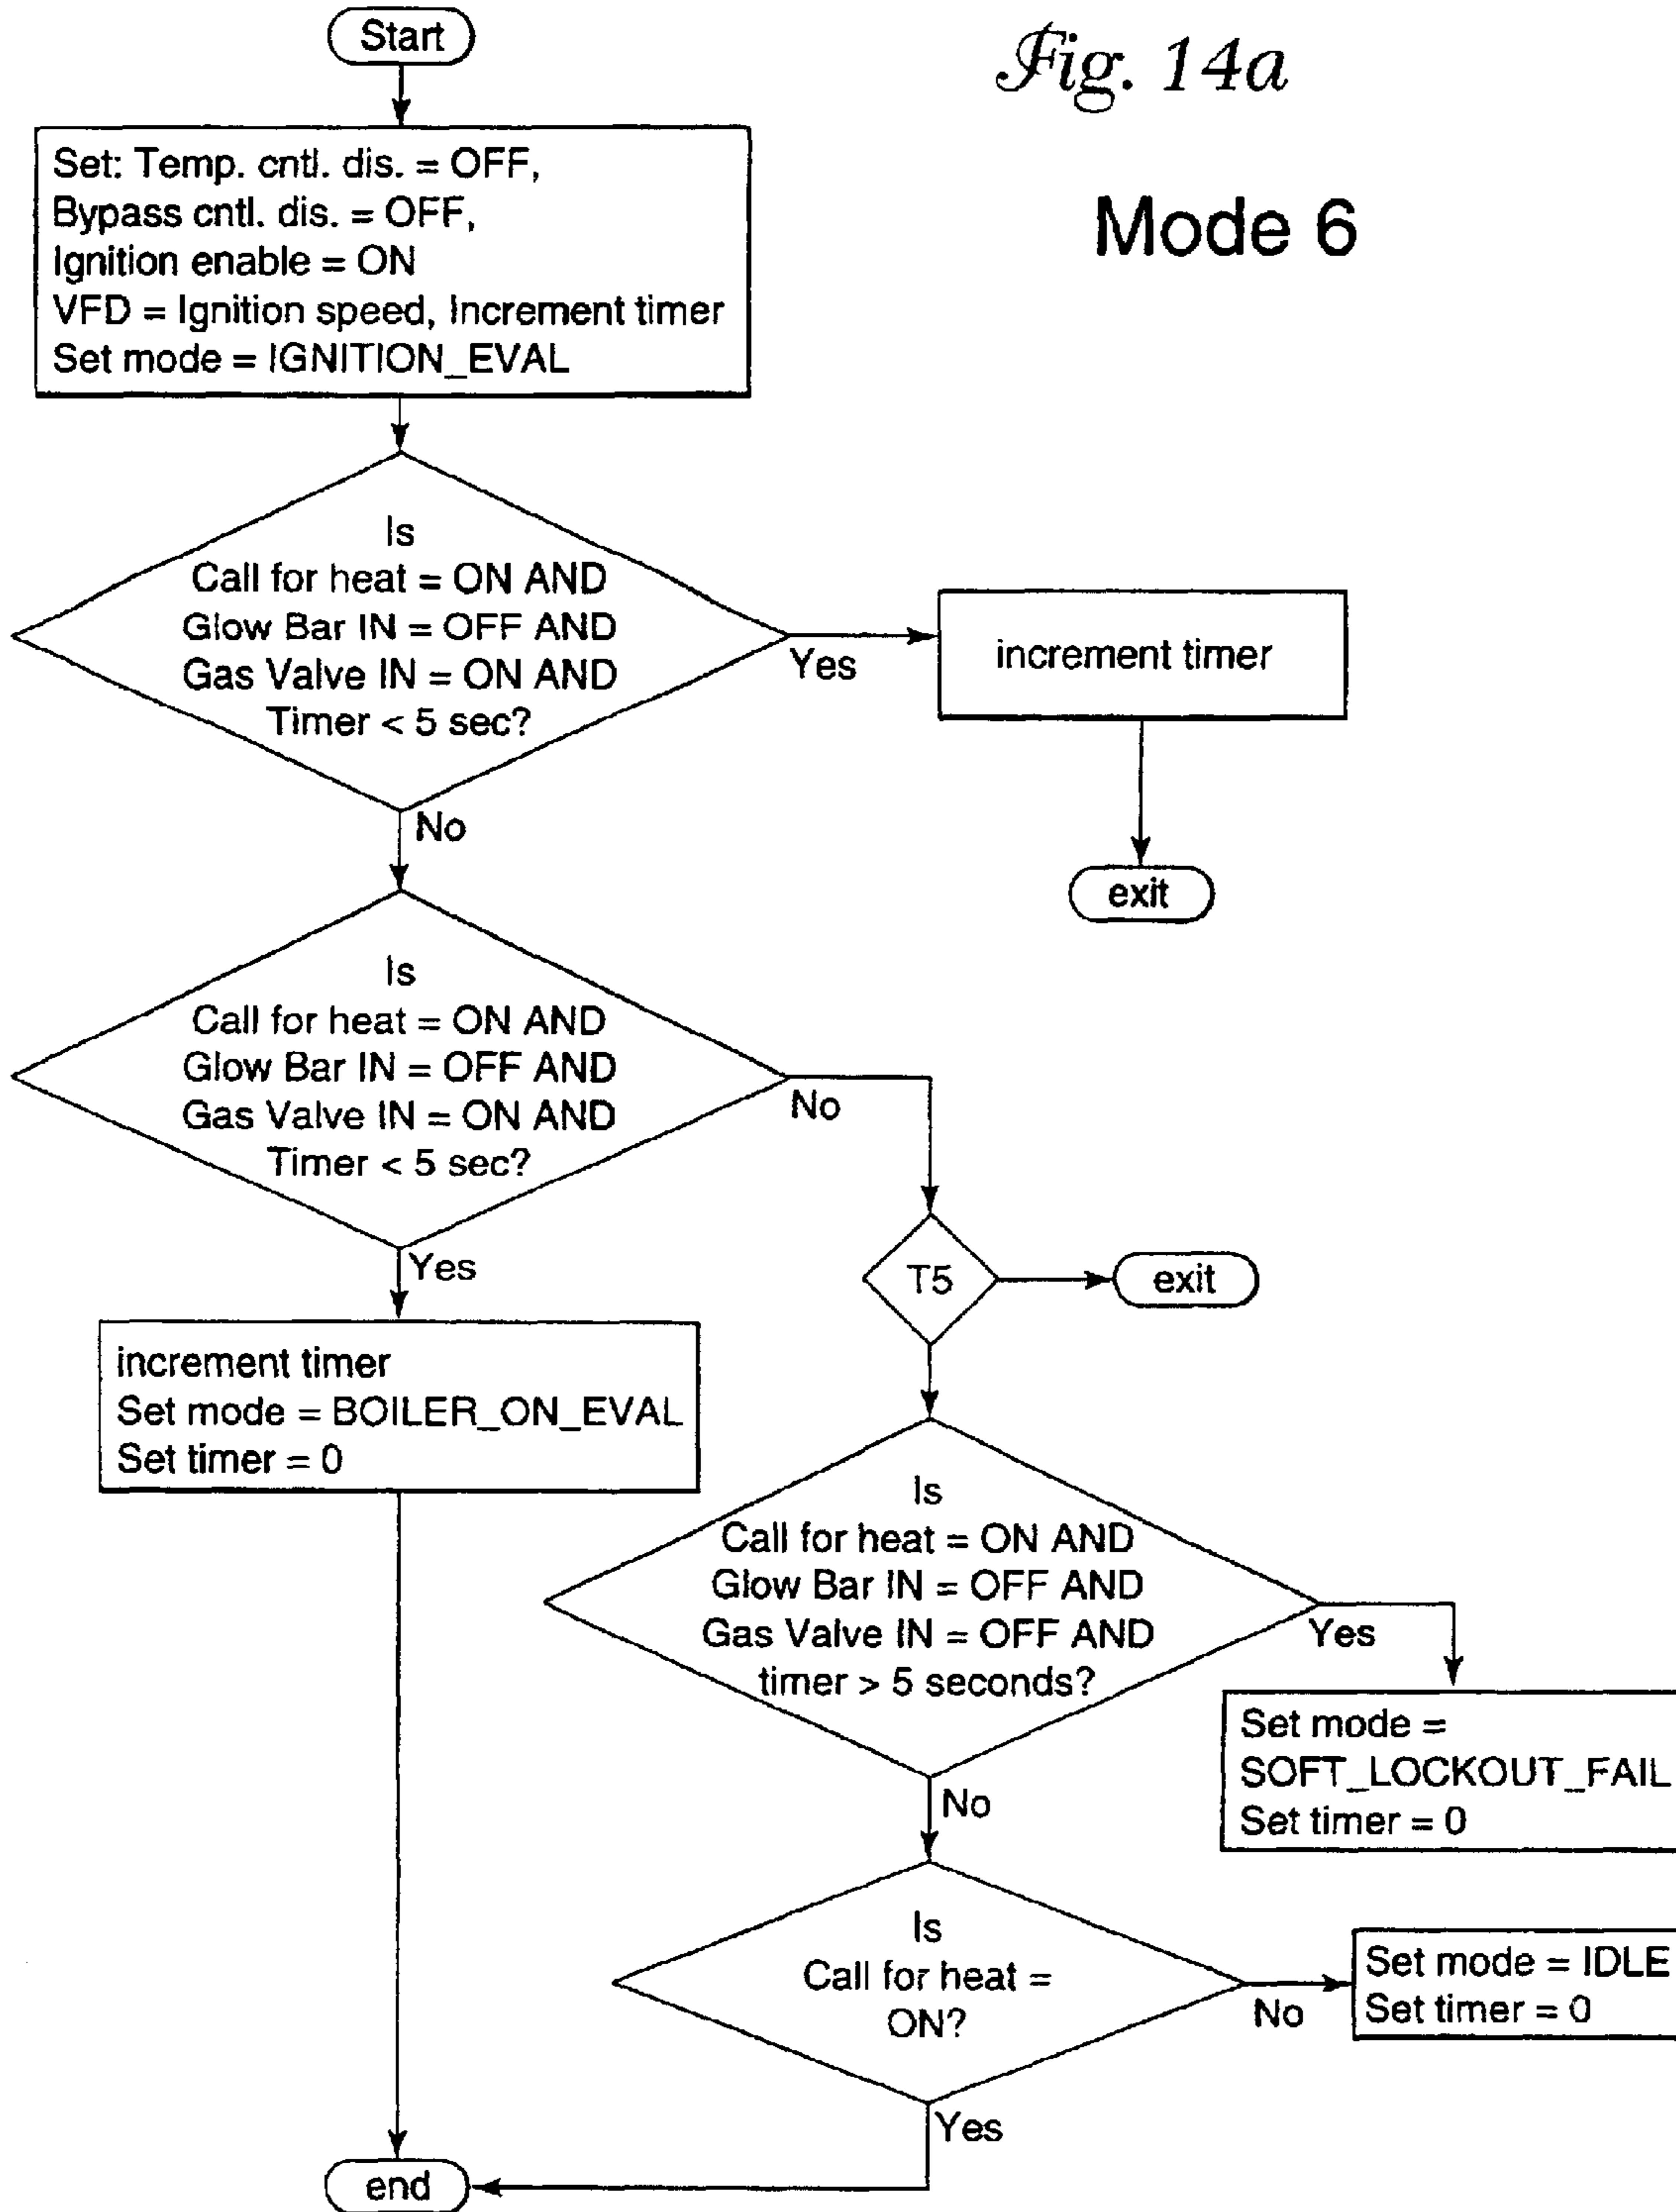 Start
Fig. 14a
Mode 6
Set: Temp. cntl. dis. = OFF,
Bypass cntl. dis. = OFF,
Ignition enable = ON
VFD = Ignition speed, Increment timer
Set mode = IGNITION_EVAL
Is
Call for heat = ON AND
Glow Bar IN = OFF AND
Gas Valve IN = ON AND
Timer < 5 sec?
Yes
increment timer
exit
No
Is
Call for heat = ON AND
Glow Bar IN = OFF AND
Gas Valve IN = ON AND
Timer < 5 sec?
No
T5
exit
Yes
increment timer
Set mode = BOILER_ON_EVAL
Set timer = 0
Is
Call for heat = ON AND
Glow Bar IN = OFF AND
Gas Valve IN = OFF AND
timer > 5 seconds?
Yes
Set mode =
SOFT_LOCKOUT_FAIL
Set timer = 0
No
Is
Call for heat =
ON?
No
Set mode = IDLE
Set timer = 0
Yes
end